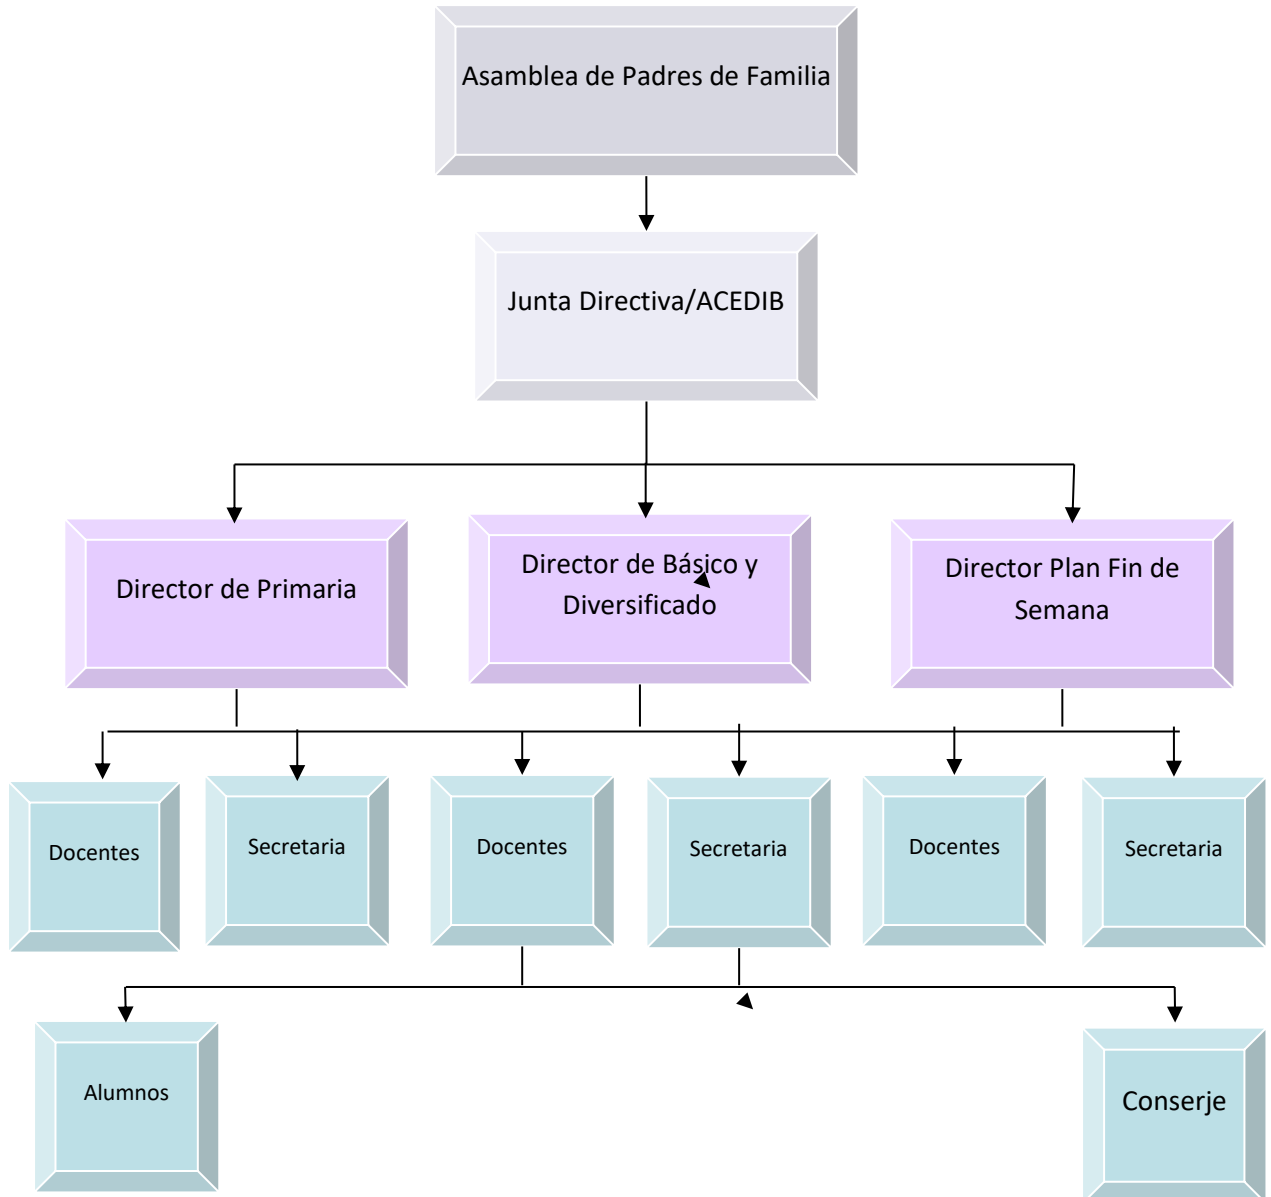 Asamblea de Padres de Familia
Junta Directiva/ACEDIB
Director de Primaria
Director de Básico y
Diversificado
Director Plan Fin de
Semana
Docentes
Secretaria
Docentes
Secretaria
Docentes
Secretaria
Alumnos
Conserje